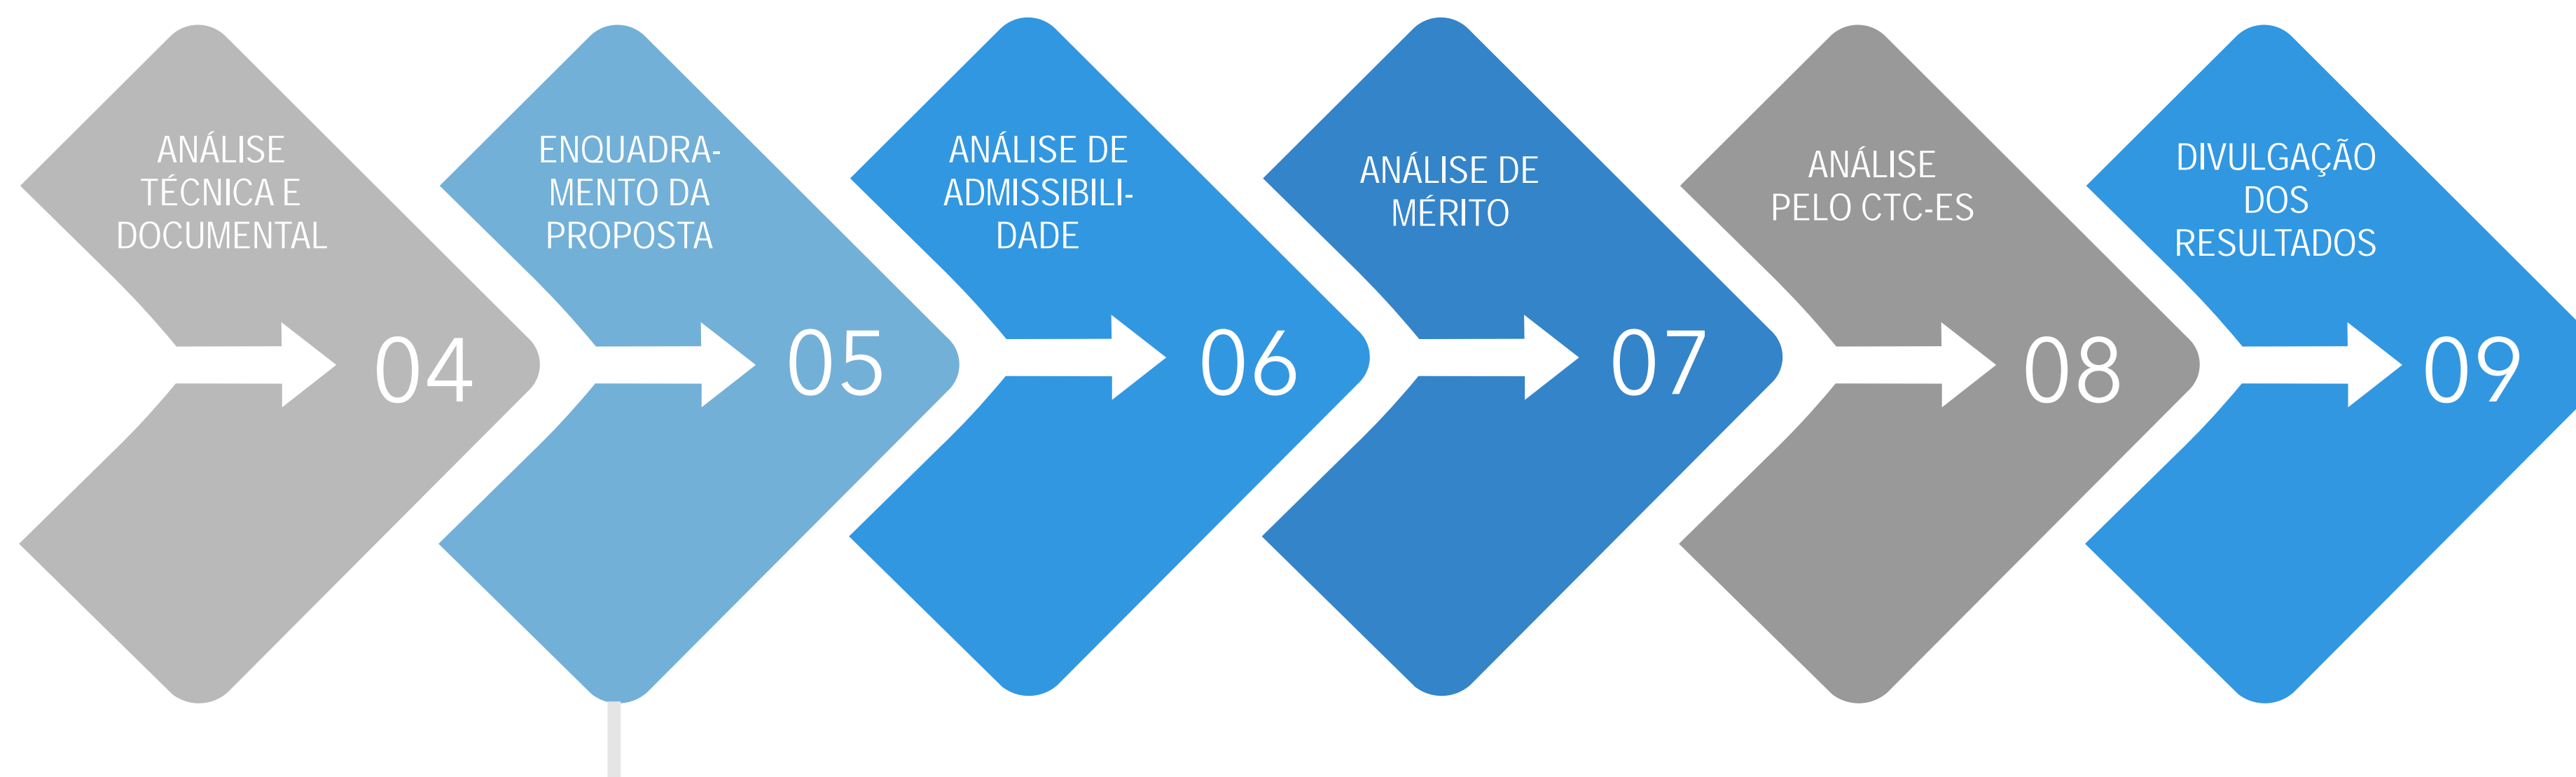 ANÁLISE
TÉCNICA E
DOCUMENTAL
04
ENQUADRA-
MENTO DA
PROPOSTA
05
ANÁLISE DE
ADMISSIBILI-
DADE
06
ANÁLISE DE
MÉRITO
07
ANÁLISE
PELO CTC-ES
08
DIVULGAÇÃO
DOS
RESULTADOS
09